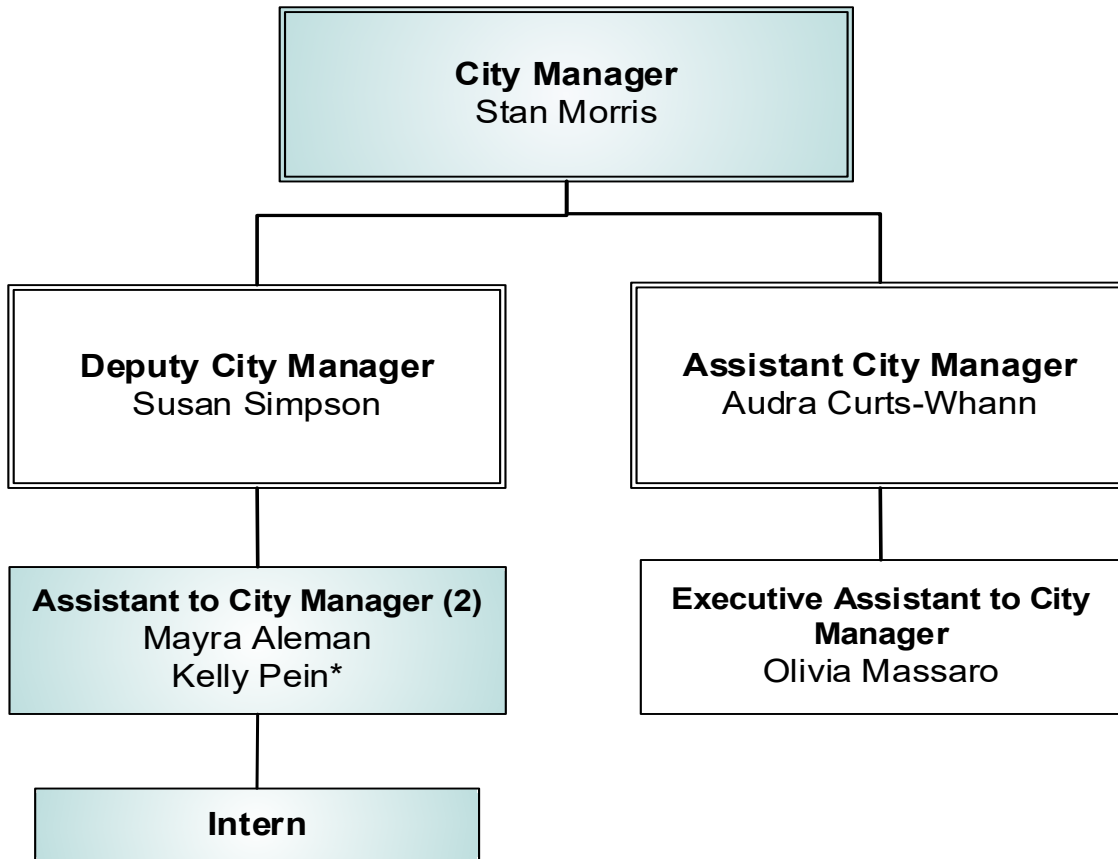 City Manager
Stan Morris
Deputy City Manager
Susan Simpson
Assistant City Manager
Audra Curts-Whann
Assistant to City Manager (2)
Mayra Aleman
Kelly Pein*
Executive Assistant to City
Manager
Olivia Massaro
Intern